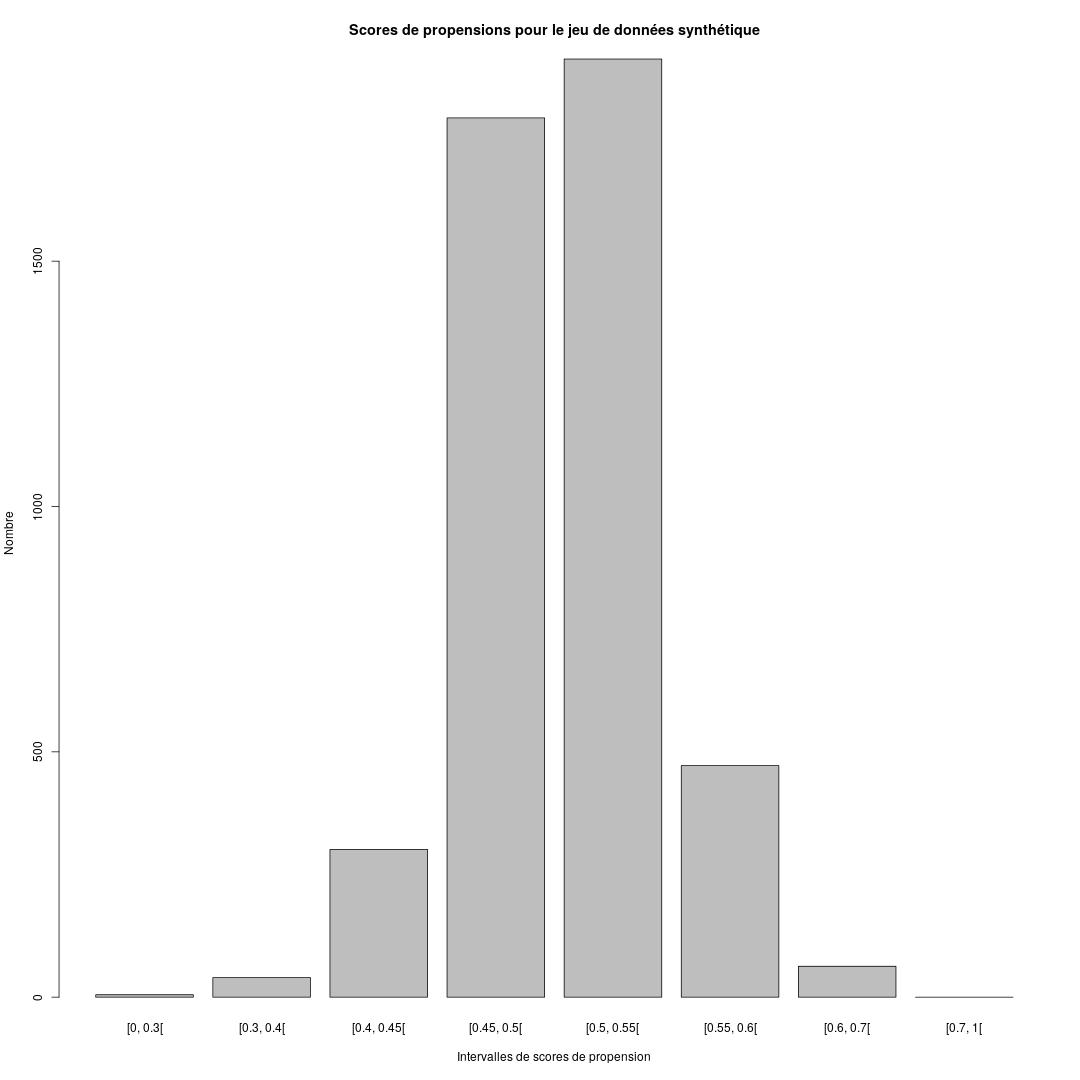 Scores de propensions pour le jeu de données synthétique
Nombre
1500
1000
500
0
[0, 0.3[ [0.3, 0.4[ [0.4, 0.45[ [0.45, 0.5[ [0.5, 0.55[ [0.55, 0.6[ [0.6, 0.7[ [0.7, 1[
Intervalles de scores de propension